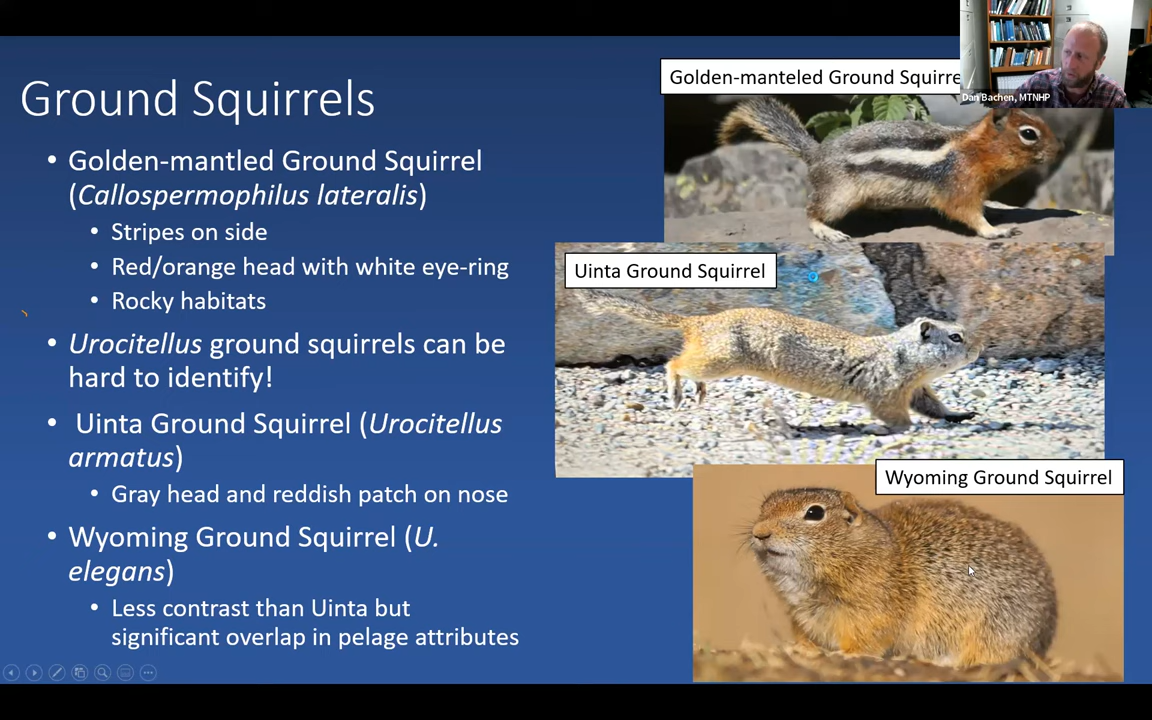 Ground Squirrels
• Golden-mantled Ground Squirrel
(Callospermophilus lateralis)
• Stripes on side
• Red/orange head with white eye-ring
• Rocky habitats
• Urocitellus ground squirrels can be
hard to identify!
• Uinta Ground Squirrel (Urocitellus
armatus)
• Gray head and reddish patch on nose
• Wyoming Ground Squirrel (U.
elegans)
• Less contrast than Uinta but
significant overlap in pelage attributes
Golden-manteled Ground Squirre
Dan Bachen, MTNHP
Uinta Ground Squirrel
Wyoming Ground Squirrel